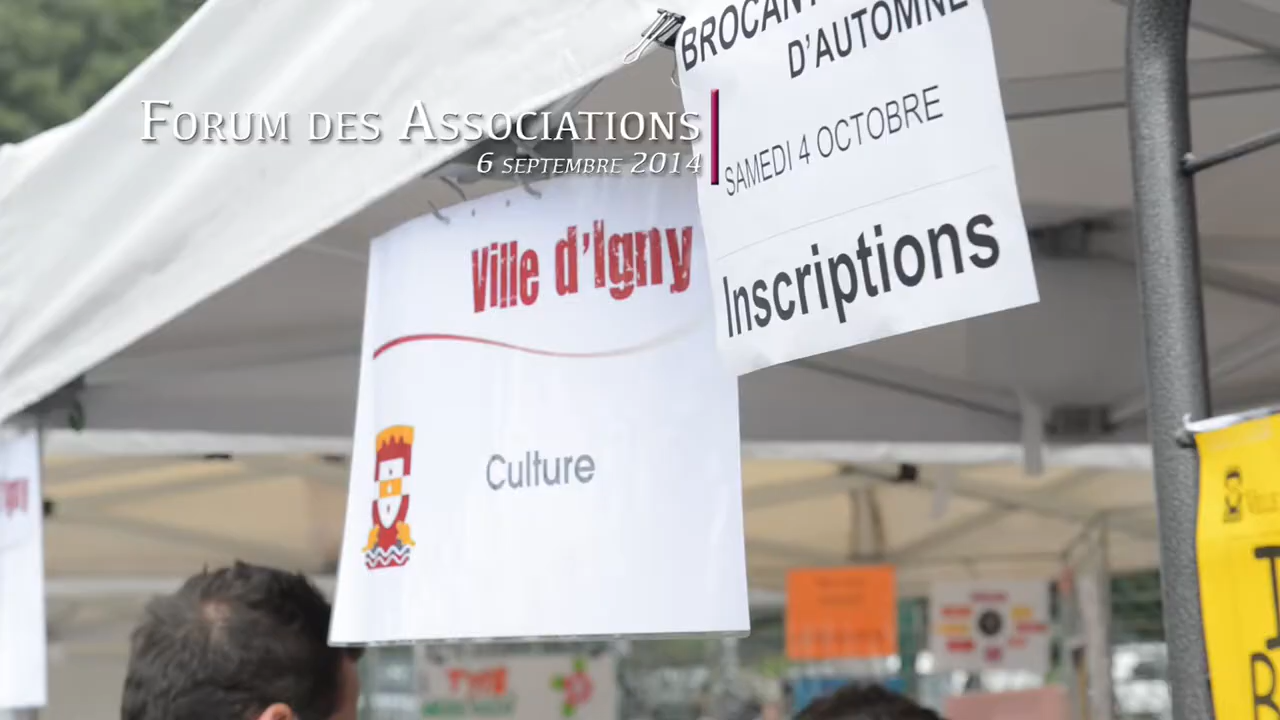 FORUM DES ASSOCIATIONS
6 SEPTEMBRE 2014
D'AUTOMNE
SAMEDI 4 OCTOBRE
Inscriptions
Ville d'Igny
Culture